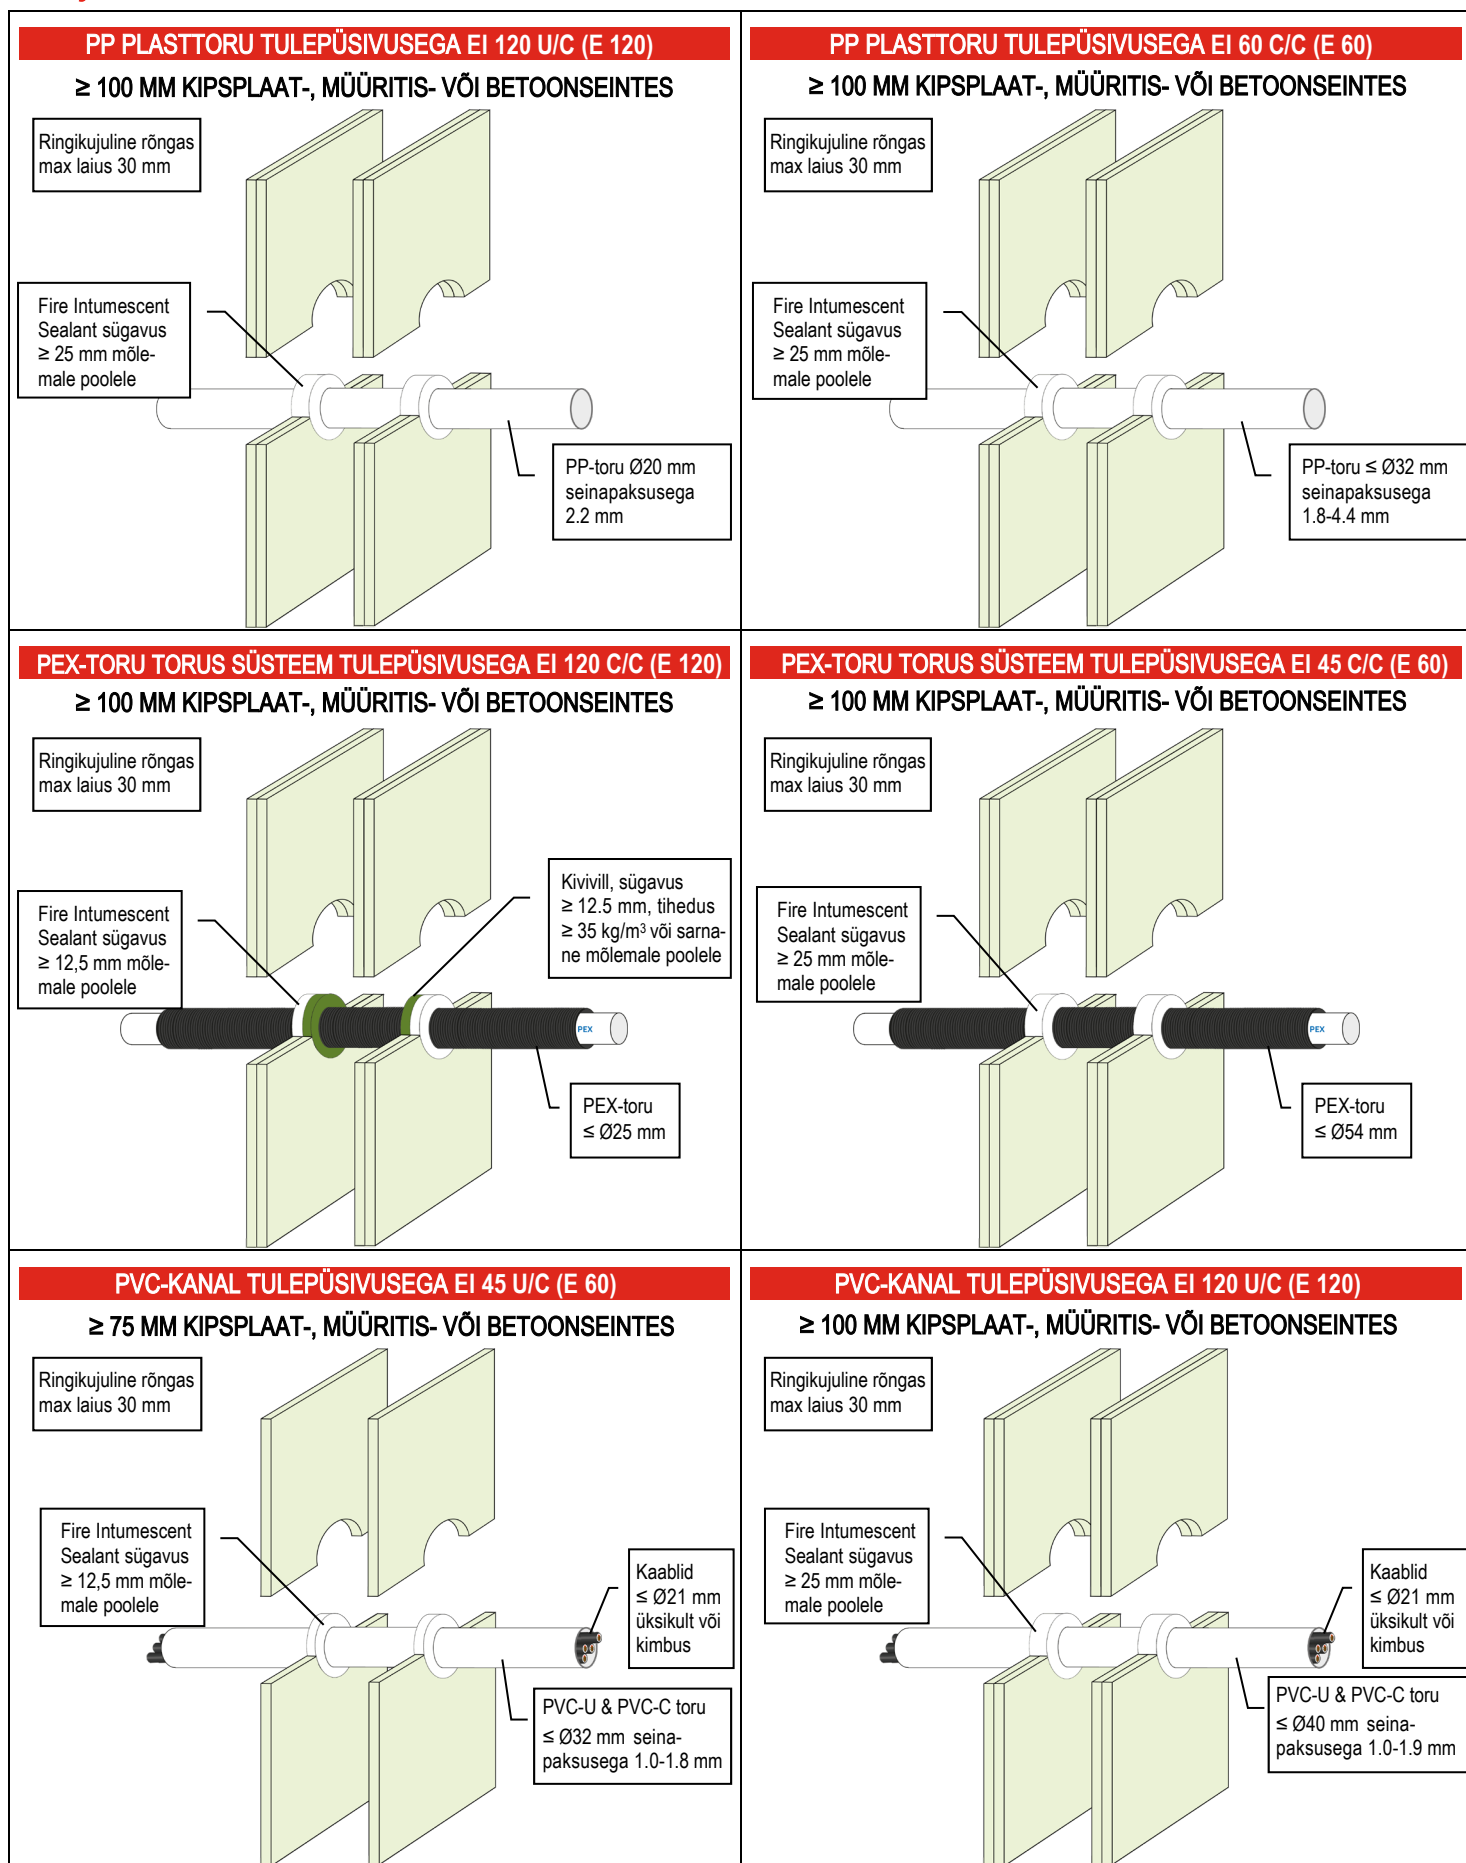 PP PLASTTORU TULEPÜSIVUSEGA EI 120 U/C (E 120)
≥ 100 MM KIPSPLAAT-, MÜÜRITIS- VÕI BETOONSEINTES
Ringikujuline rõngas
max laius 30 mm
Fire Intumescent
Sealant sügavus
≥ 25 mm mõle-
male poolele
PP-toru Ø20 mm
seinapaksusega
2.2 mm
PP PLASTTORU TULEPÜSIVUSEGA EI 60 C/C (E 60)
≥ 100 MM KIPSPLAAT-, MÜÜRITIS- VÕI BETOONSEINTES
Ringikujuline rõngas
max laius 30 mm
Fire Intumescent
Sealant sügavus
≥ 25 mm mõle-
male poolele
PP-toru ≤ Ø32 mm
seinapaksusega
1.8-4.4 mm
PEX-TORU TORUS SÜSTEEM TULEPÜSIVUSEGA EI 120 C/C (E 120)
≥ 100 MM KIPSPLAAT-, MÜÜRITIS- VÕI BETOONSEINTES
Ringikujuline rõngas
max laius 30 mm
Kivivill, sügavus
≥ 12.5 mm, tihedus
≥ 35 kg/m³ või sarna-
ne mõlemale poolele
Fire Intumescent
Sealant sügavus
≥ 12,5 mm mõle-
male poolele
PEX
PEX-toru
≤ Ø25 mm
PEX-TORU TORUS SÜSTEEM TULEPÜSIVUSEGA EI 45 C/C (E 60)
≥ 100 MM KIPSPLAAT-, MÜÜRITIS- VÕI BETOONSEINTES
Ringikujuline rõngas
max laius 30 mm
Fire Intumescent
Sealant sügavus
≥ 25 mm mõle-
male poolele
PEX
PEX-toru
≤ Ø54 mm
PVC-KANAL TULEPÜSIVUSEGA EI 45 U/C (E 60)
≥ 75 MM KIPSPLAAT-, MÜÜRITIS- VÕI BETOONSEINTES
Ringikujuline rõngas
max laius 30 mm
Fire Intumescent
Sealant sügavus
≥ 12,5 mm mõle-
male poolele
Kaablid
≤ Ø21 mm
üksikult või
kimbus
PVC-U & PVC-C toru
≤ Ø32 mm seina-
paksusega 1.0-1.8 mm
PVC-KANAL TULEPÜSIVUSEGA EI 120 U/C (E 120)
≥ 100 MM KIPSPLAAT-, MÜÜRITIS- VÕI BETOONSEINTES
Ringikujuline rõngas
max laius 30 mm
Fire Intumescent
Sealant sügavus
≥ 25 mm mõle-
male poolele
Kaablid
≤ Ø21 mm
üksikult või
kimbus
PVC-U & PVC-C toru
≤ Ø40 mm seina-
paksusega 1.0-1.9 mm